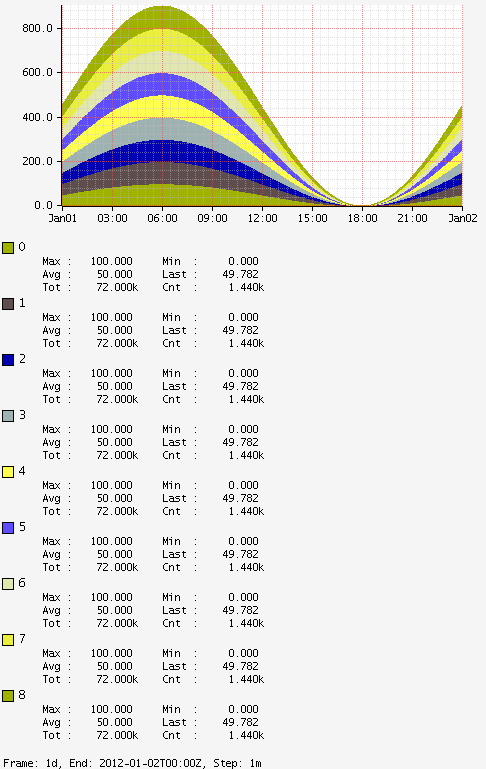 800.0
600.0
400.0
200.0
0.0
Jan01 03:00 06:00 09:00 12:00 15:00 18:00 21:00 Jan02
0
Max : 100.000 Min : 0.000
Avg : 50.000 Last : 49.782
Tot : 72.000k Cnt : 1.440k
1
Max : 100.000 Min : 0.000
Avg : 50.000 Last : 49.782
Tot : 72.000k Cnt : 1.440k
2
Max : 100.000 Min : 0.000
Avg : 50.000 Last : 49.782
Tot : 72.000k Cnt : 1.440k
3
Max : 100.000 Min : 0.000
Avg : 50.000 Last : 49.782
Tot : 72.000k Cnt : 1.440k
4
Max : 100.000 Min : 0.000
Avg : 50.000 Last : 49.782
Tot : 72.000k Cnt : 1.440k
5
Max : 100.000 Min : 0.000
Avg : 50.000 Last : 49.782
Tot : 72.000k Cnt : 1.440k
6
Max : 100.000 Min : 0.000
Avg : 50.000 Last : 49.782
Tot : 72.000k Cnt : 1.440k
7
Max : 100.000 Min : 0.000
Avg : 50.000 Last : 49.782
Tot : 72.000k Cnt : 1.440k
8
Max : 100.000 Min : 0.000
Avg : 50.000 Last : 49.782
Tot : 72.000k Cnt : 1.440k
Frame: 1d, End: 2012-01-02T00:00Z, Step: 1m